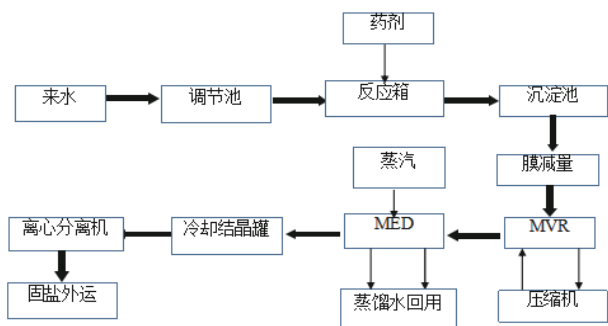 药剂
来水
调节池
反应箱
沉淀池
蒸汽
膜减量
离心分离机
冷却结晶罐
MED
MVR
固盐外运
蒸馏水回用
压缩机